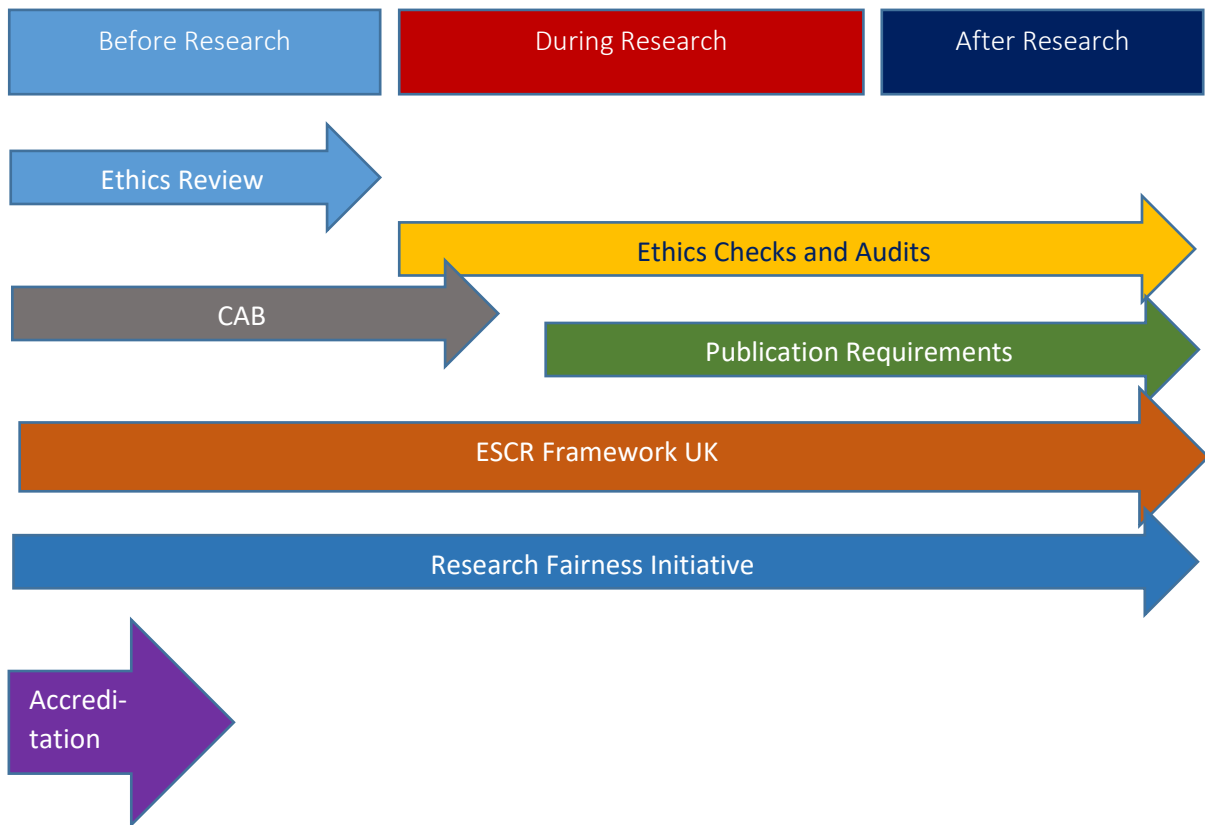 Before Research
During Research
After Research
Ethics Review
Ethics Checks and Audits
CAB
Publication Requirements
ESCR Framework UK
Research Fairness Initiative
Accredi-
tation